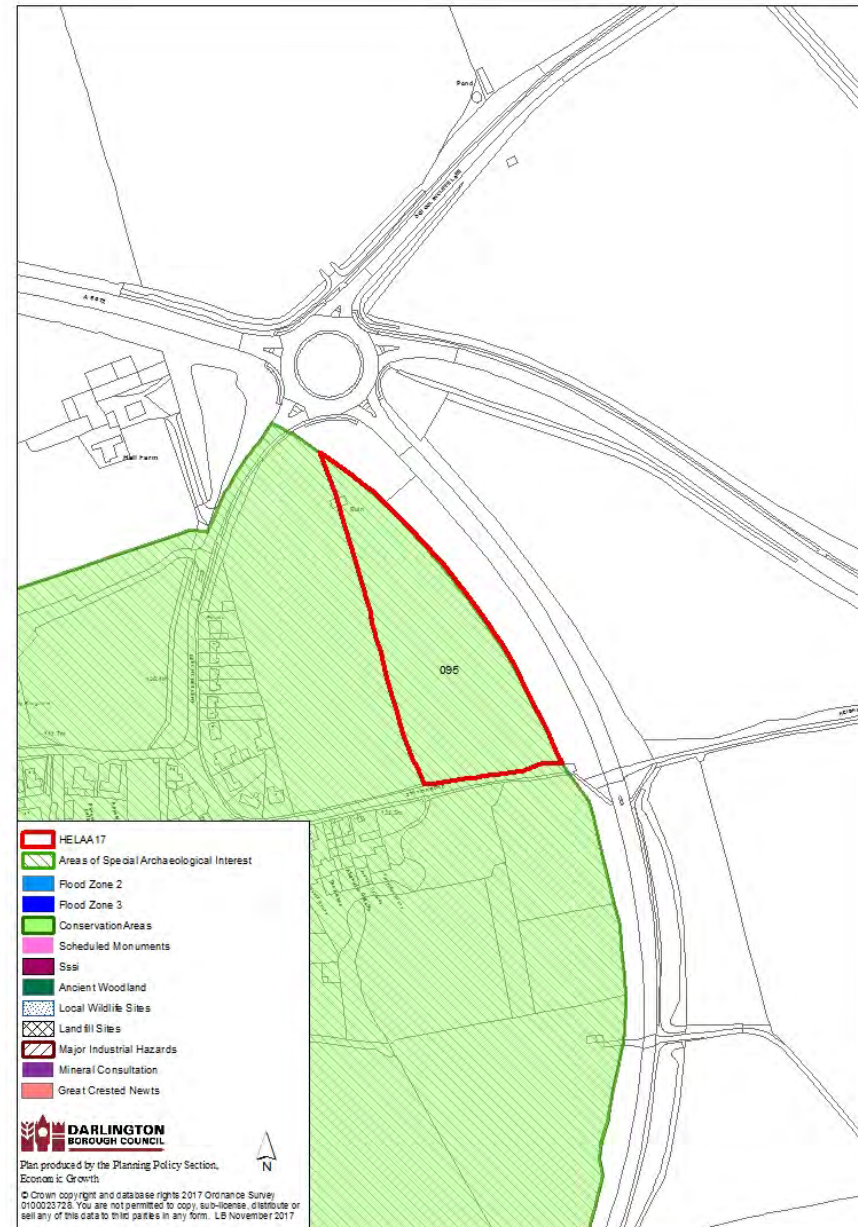 Pond
Hall Farm
Ruin
095
HELAA17
Areas of Special Archaeological Interest
Flood Zone 2
Flood Zone 3
Conservation Areas
Scheduled Monuments
Sssi
Ancient Woodland
Local Wildlife Sites
Landfill Sites
Major Industrial Hazards
Mineral Consultation
Great Crested Newts
DARLINGTON
BOROUGH COUNCIL
N
Plan produced by the Planning Policy Section,
Economic Growth
© Crown copyright and database rights 2017 Ordnance Survey
0100023728. You are not permitted to copy, sub-license, distribute or
sell any of this data to third parties in any form. LB November 2017